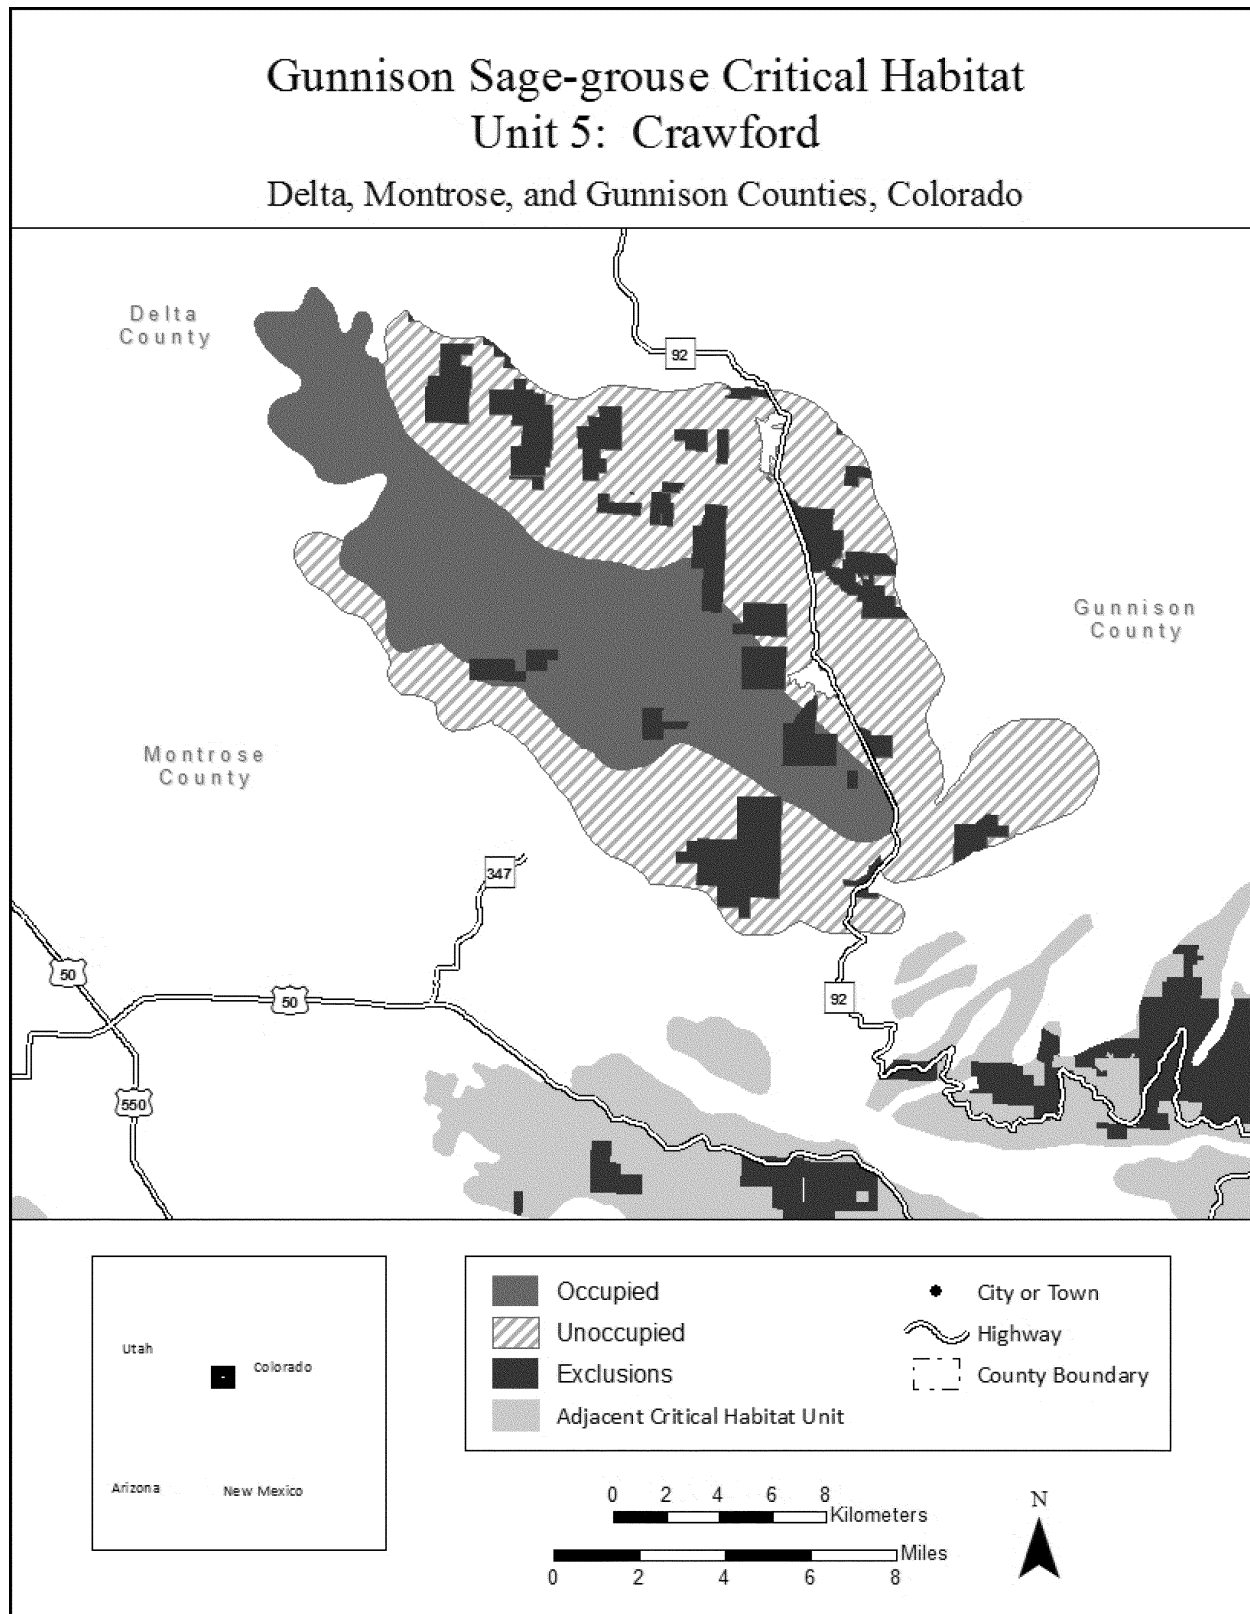 Gunnison Sage-grouse Critical Habitat
Unit 5: Crawford
Delta, Montrose, and Gunnison Counties, Colorado
Delta
County
92
Gunnison
County
Montrose
County
347
50
50
92
550
Utah
Colorado
Arizona
New Mexico
Occupied
Unoccupied
Exclusions
Adjacent Critical Habitat Unit
City or Town
Highway
County Boundary
0 2 4 6 8
Kilometers
Miles
0 2 4 6 8
N